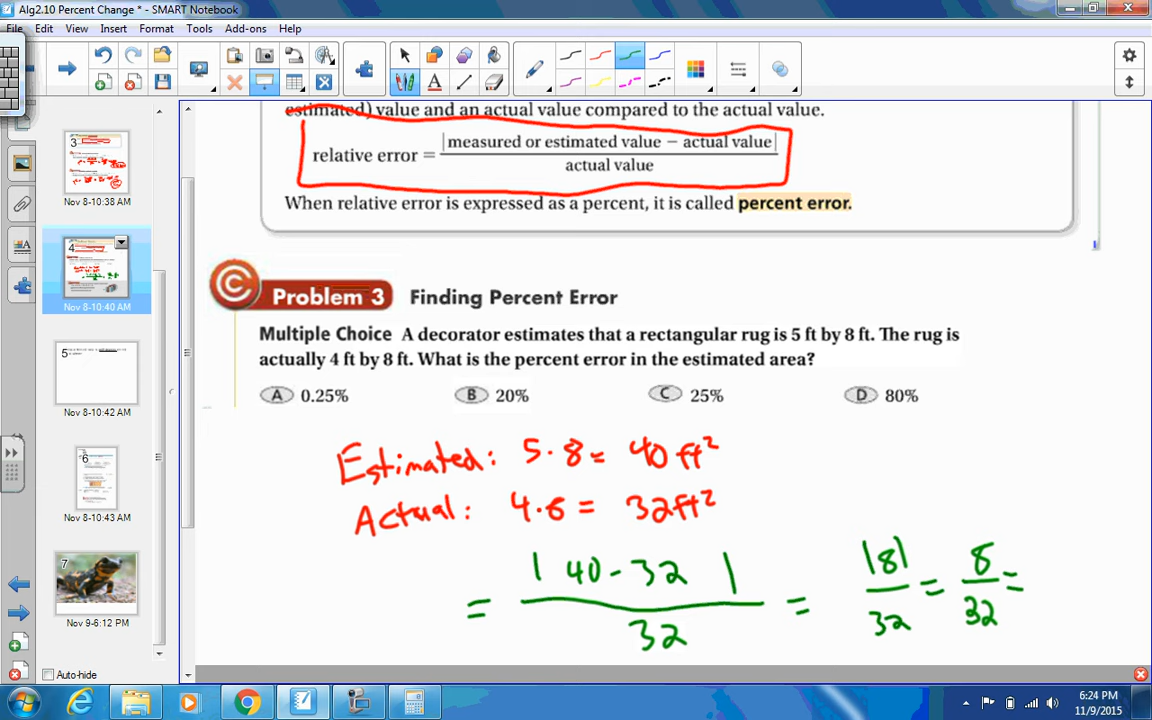 Alg2.10 Percent Change * - SMART Notebook
File Edit View Insert Format Tools Add-ons Help
estimated) value and an actual value compared to the actual value.
relative error = |measured or estimated value − actual value| / actual value
When relative error is expressed as a percent, it is called percent error.
Problem 3 Finding Percent Error
Multiple Choice A decorator estimates that a rectangular rug is 5 ft by 8 ft. The rug is
actually 4 ft by 8 ft. What is the percent error in the estimated area?
A 0.25% B 20% C 25% D 80%
Estimated: 5·8= 40 ft²
Actual: 4·8 = 32ft²
= | 40-32 | / 32 = |8| / 32 = 8 / 32 =
3
Nov 8-10:38 AM
4
Nov 8-10:40 AM
5
Nov 8-10:42 AM
6
Nov 8-10:43 AM
7
Nov 9-6:12 PM
Auto-hide
6:24 PM
11/9/2015